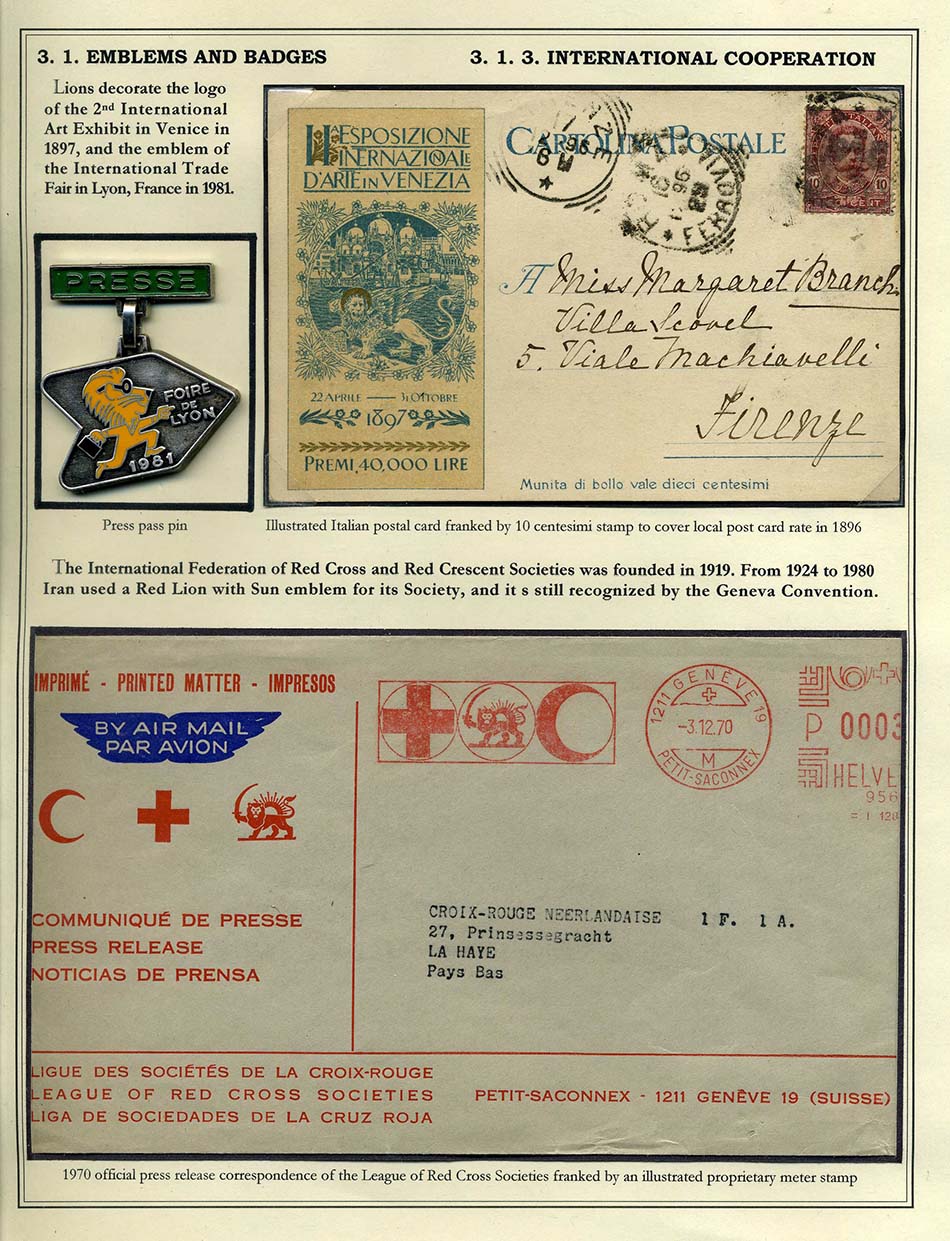 3. 1. EMBLEMS AND BADGES
3. 1. 3. INTERNATIONAL COOPERATION
Lions decorate the logo
of the 2nd International
Art Exhibit in Venice in
1897, and the emblem of
the International Trade
Fair in Lyon, France in 1981.
PRESSE
FOIRE
DE
LYON
1981
Press pass pin
IIA ESPOSIZIONE
INTERNAZIONALE
D'ARTE IN VENEZIA
22 APRILE — 31 OTTOBRE
1897
PREMI, 40,000 LIRE
CARTOLINA POSTALE
96
FERROVIA
96
10 10
A Miss Margaret Branch
Villa Scovel
5. Viale Machiavelli
Firenze
Munita di bollo vale dieci centesimi
Illustrated Italian postal card franked by 10 centesimi stamp to cover local post card rate in 1896
The International Federation of Red Cross and Red Crescent Societies was founded in 1919. From 1924 to 1980
Iran used a Red Lion with Sun emblem for its Society, and it s still recognized by the Geneva Convention.
IMPRIMÉ - PRINTED MATTER - IMPRESOS
BY AIR MAIL
PAR AVION
1211 GENÈVE 19
-3.12.70
M
PETIT-SACONNEX
P 0003
HELVE
956
= I 128
COMMUNIQUÉ DE PRESSE
PRESS RELEASE
NOTICIAS DE PRENSA
CROIX-ROUGE NEERLANDAISE 1 F. 1 A.
27, Prinsessegracht
LA HAYE
Pays Bas
LIGUE DES SOCIÉTÉS DE LA CROIX-ROUGE
LEAGUE OF RED CROSS SOCIETIES
LIGA DE SOCIEDADES DE LA CRUZ ROJA
PETIT-SACONNEX - 1211 GENÈVE 19 (SUISSE)
1970 official press release correspondence of the League of Red Cross Societies franked by an illustrated proprietary meter stamp